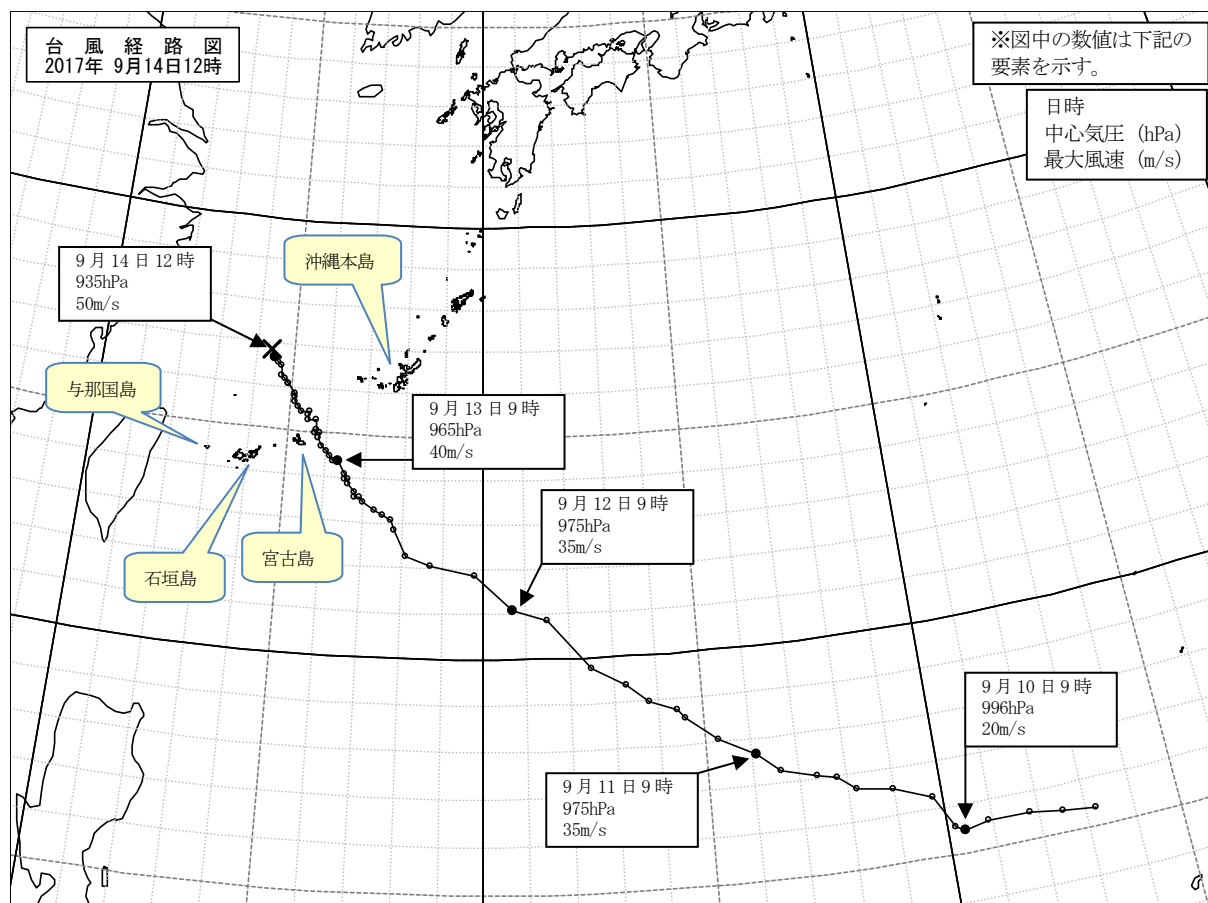 台 風 経 路 図
2017年 9月14日12時
※図中の数値は下記の
要素を示す。
日時
中心気圧 (hPa)
最大風速 (m/s)
9月14日12時
935hPa
50m/s
沖縄本島
与那国島
9月13日9時
965hPa
40m/s
9月12日9時
975hPa
35m/s
宮古島
石垣島
9月10日9時
996hPa
20m/s
9月11日9時
975hPa
35m/s